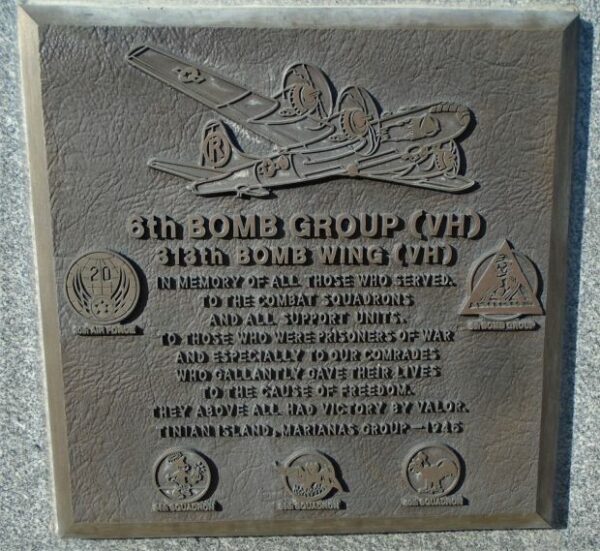 R
6th BOMB GROUP (VH)
313th BOMB WING (VH)
IN MEMORY OF ALL THOSE WHO SERVED.
TO THE COMBAT SQUADRONS
AND ALL SUPPORT UNITS.
TO THOSE WHO WERE PRISONERS OF WAR
AND ESPECIALLY TO OUR COMRADES
WHO GALLANTLY GAVE THEIR LIVES
TO THE CAUSE OF FREEDOM.
THEY ABOVE ALL HAD VICTORY BY VALOR.
TINIAN ISLAND, MARIANAS GROUP — 1945
20
20th AIR FORCE
6th BOMB GROUP
SQUADRON
SQUADRON
SQUADRON